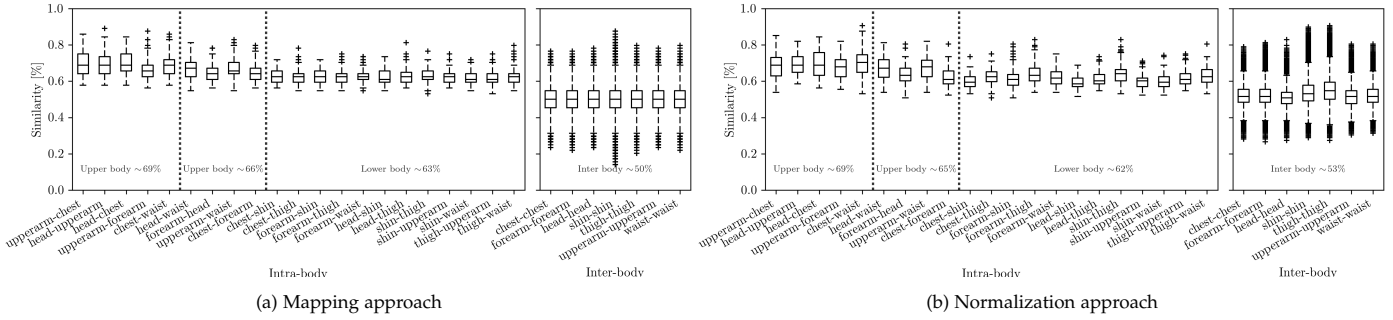 1.0
0.8
0.6
0.4
0.2
0.0
Similarity [%]
Upper body ~69%
Upper body ~66%
Lower body ~63%
Inter body ~50%
upperarm-chest
head-upperarm
head-chest
upperarm-forearm
chest-waist
head-waist
forearm-head
upperarm-waist
chest-forearm
chest-shin
chest-thigh
forearm-shin
forearm-thigh
forearm-waist
head-shin
head-thigh
shin-thigh
shin-upperarm
shin-waist
thigh-upperarm
thigh-waist
Intra-body
chest-chest
forearm-forearm
head-head
shin-shin
thigh-thigh
upperarm-upperarm
waist-waist
Inter-body
(a) Mapping approach
1.0
0.8
0.6
0.4
0.2
0.0
Similarity [%]
Upper body ~69%
Upper body ~65%
Lower body ~62%
Inter body ~53%
upperarm-chest
head-upperarm
head-chest
upperarm-forearm
chest-waist
head-waist
forearm-head
upperarm-waist
chest-forearm
chest-shin
chest-thigh
forearm-shin
forearm-thigh
forearm-waist
head-shin
head-thigh
shin-thigh
shin-upperarm
shin-waist
thigh-upperarm
thigh-waist
Intra-body
chest-chest
forearm-forearm
head-head
shin-shin
thigh-thigh
upperarm-upperarm
waist-waist
Inter-body
(b) Normalization approach